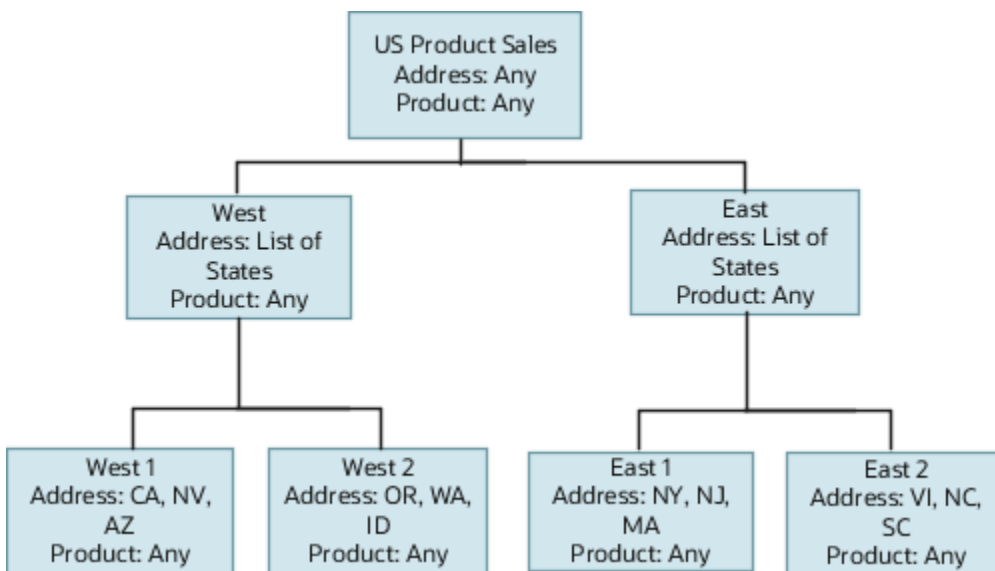 US Product Sales
Address: Any
Product: Any
West
Address: List of
States
Product: Any
East
Address: List of
States
Product: Any
West 1
Address: CA, NV,
AZ
Product: Any
West 2
Address: OR, WA,
ID
Product: Any
East 1
Address: NY, NJ,
MA
Product: Any
East 2
Address: VI, NC,
SC
Product: Any